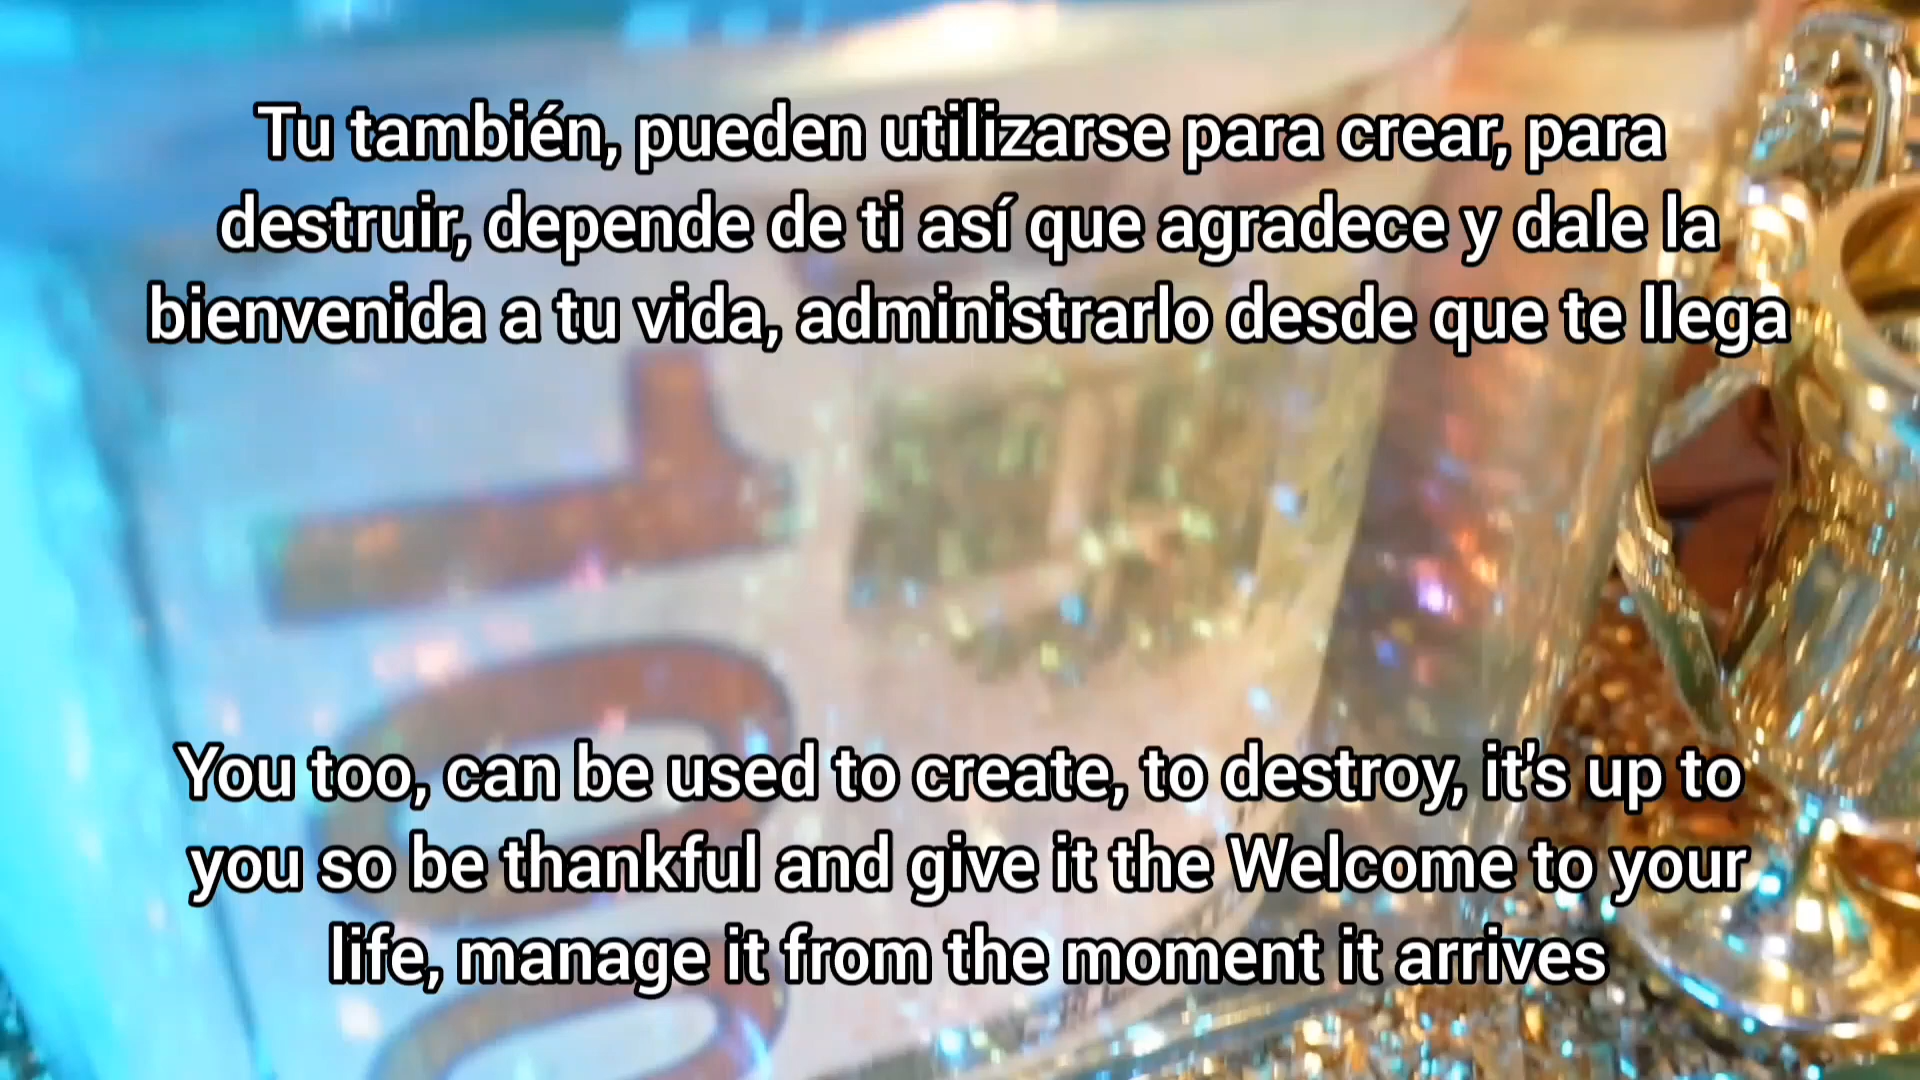 Tu también, pueden utilizarse para crear, para
destruir, depende de ti así que agradece y dale la
bienvenida a tu vida, administrarlo desde que te llega
100
You too, can be used to create, to destroy, it's up to
you so be thankful and give it the Welcome to your
life, manage it from the moment it arrives